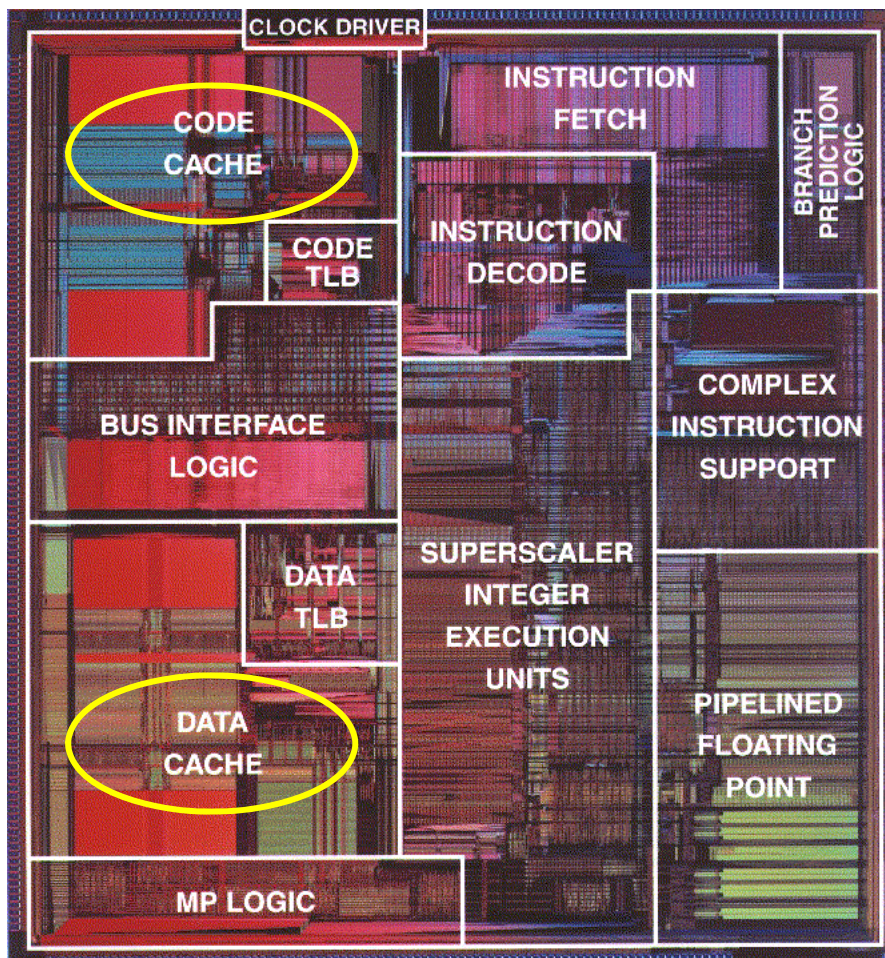 CLOCK DRIVER
CODE
CACHE
INSTRUCTION
FETCH
BRANCH
PREDICTION
LOGIC
CODE
TLB
INSTRUCTION
DECODE
BUS INTERFACE
LOGIC
COMPLEX
INSTRUCTION
SUPPORT
DATA
TLB
SUPERSCALER
INTEGER
EXECUTION
UNITS
DATA
CACHE
PIPELINED
FLOATING
POINT
MP LOGIC